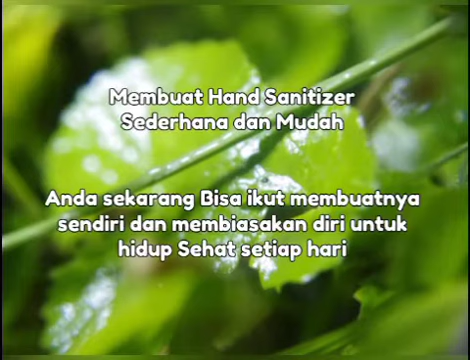 Membuat Hand Sanitizer
Sederhana dan Mudah
Anda sekarang Bisa ikut membuatnya
sendiri dan membiasakan diri untuk
hidup Sehat setiap hari